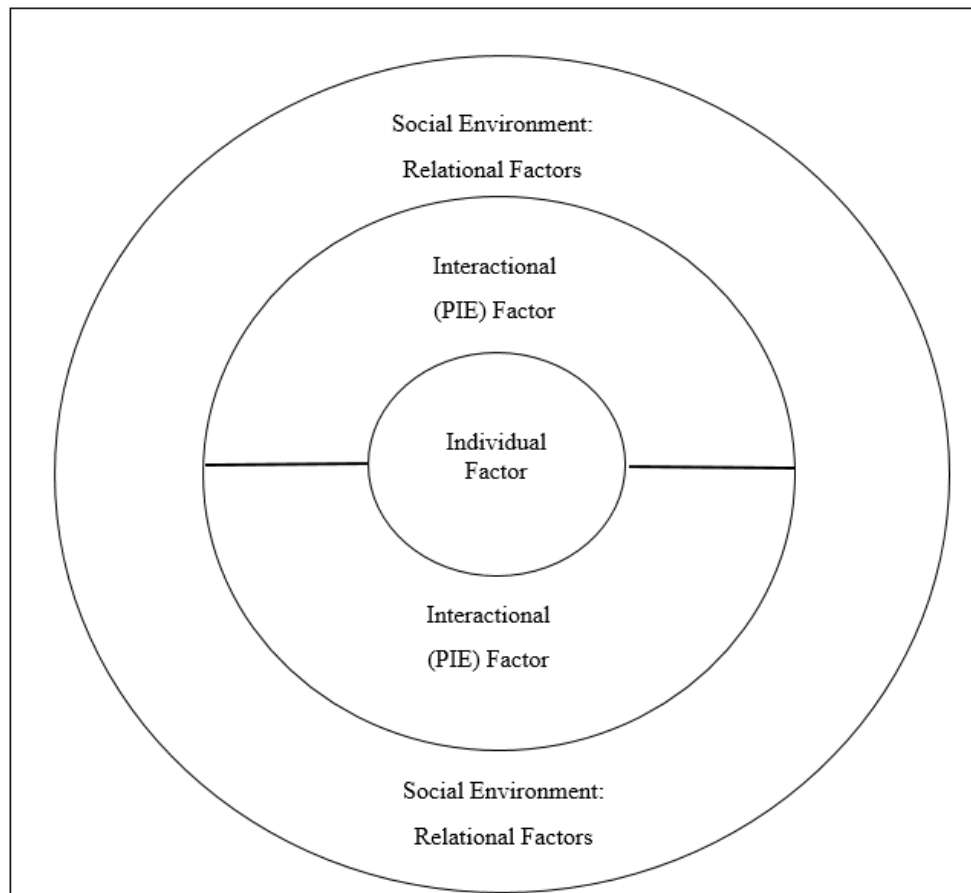 Social Environment:
Relational Factors
Interactional
(PIE) Factor
Individual
Factor
Interactional
(PIE) Factor
Social Environment:
Relational Factors